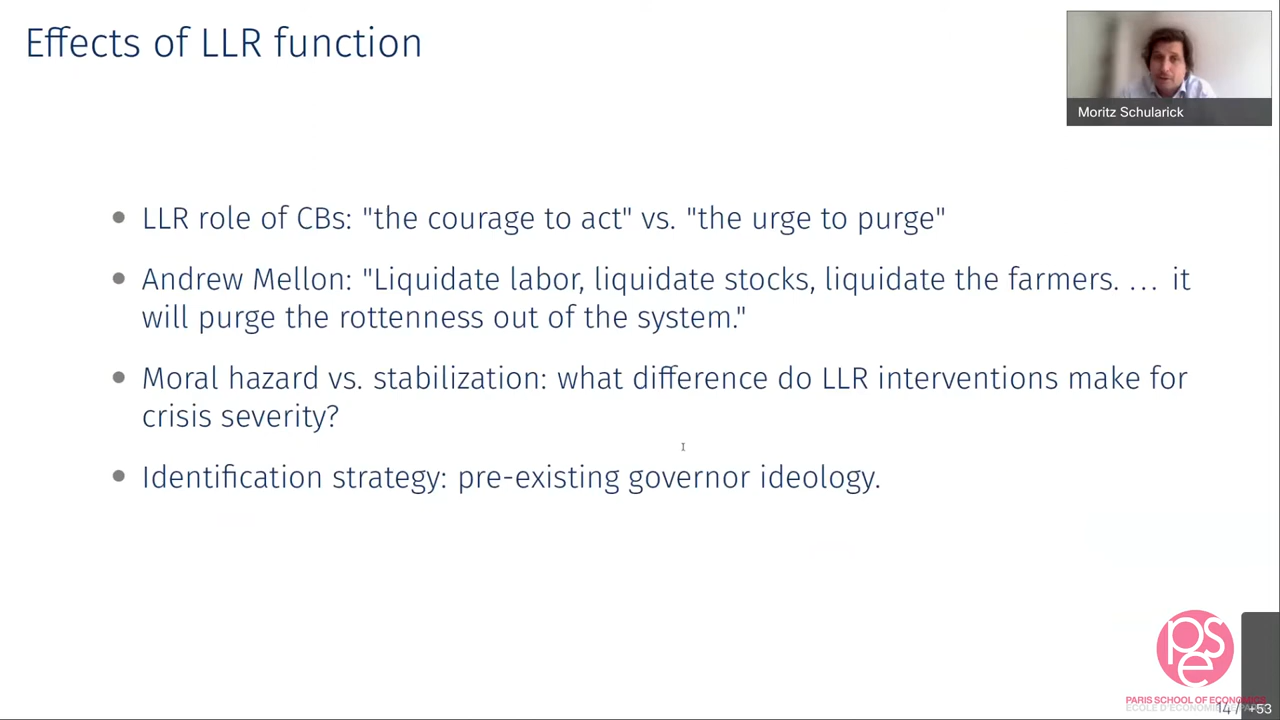 Effects of LLR function
Moritz Schularick
LLR role of CBs: "the courage to act" vs. "the urge to purge"
Andrew Mellon: "Liquidate labor, liquidate stocks, liquidate the farmers. ... it
will purge the rottenness out of the system."
Moral hazard vs. stabilization: what difference do LLR interventions make for
crisis severity?
Identification strategy: pre-existing governor ideology.
pse
PARIS SCHOOL OF ECONOMICS
14 / +53